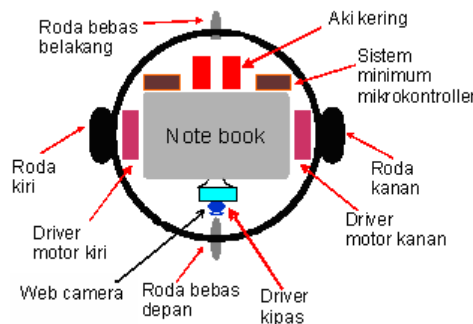 Roda bebas
belakang
Aki kering
Sistem
minimum
mikrokontroller
Note book
Roda
kiri
Roda
kanan
Driver
motor kiri
Driver
motor kanan
Web camera
Roda bebas
depan
Driver
kipas